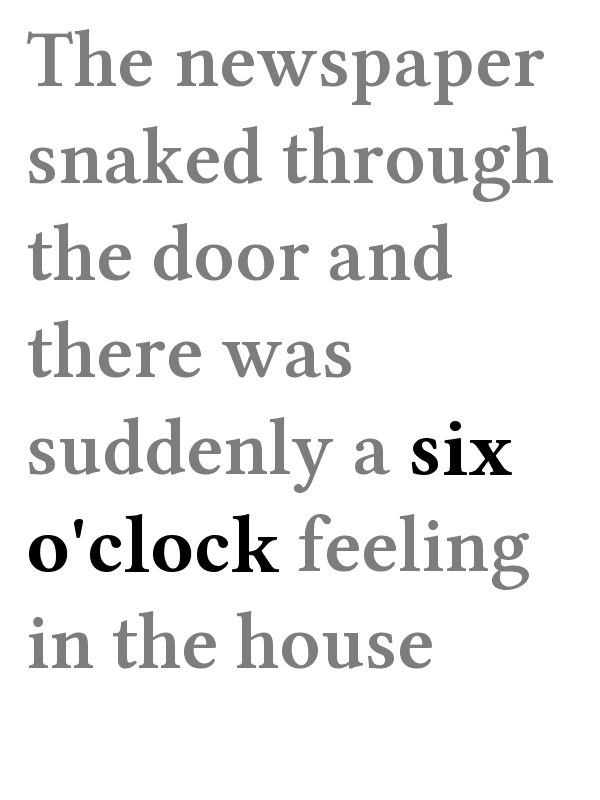 The newspaper
snaked through
the door and
there was
suddenly a six
o'clock feeling
in the house